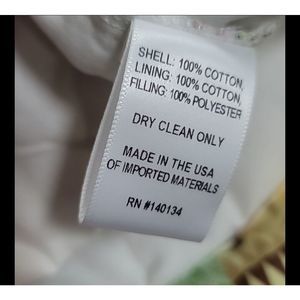 SHELL: 100% COTTON,
LINING: 100% COTTON,
FILLING: 100% POLYESTER
DRY CLEAN ONLY
MADE IN THE USA
OF IMPORTED MATERIALS
RN #140134